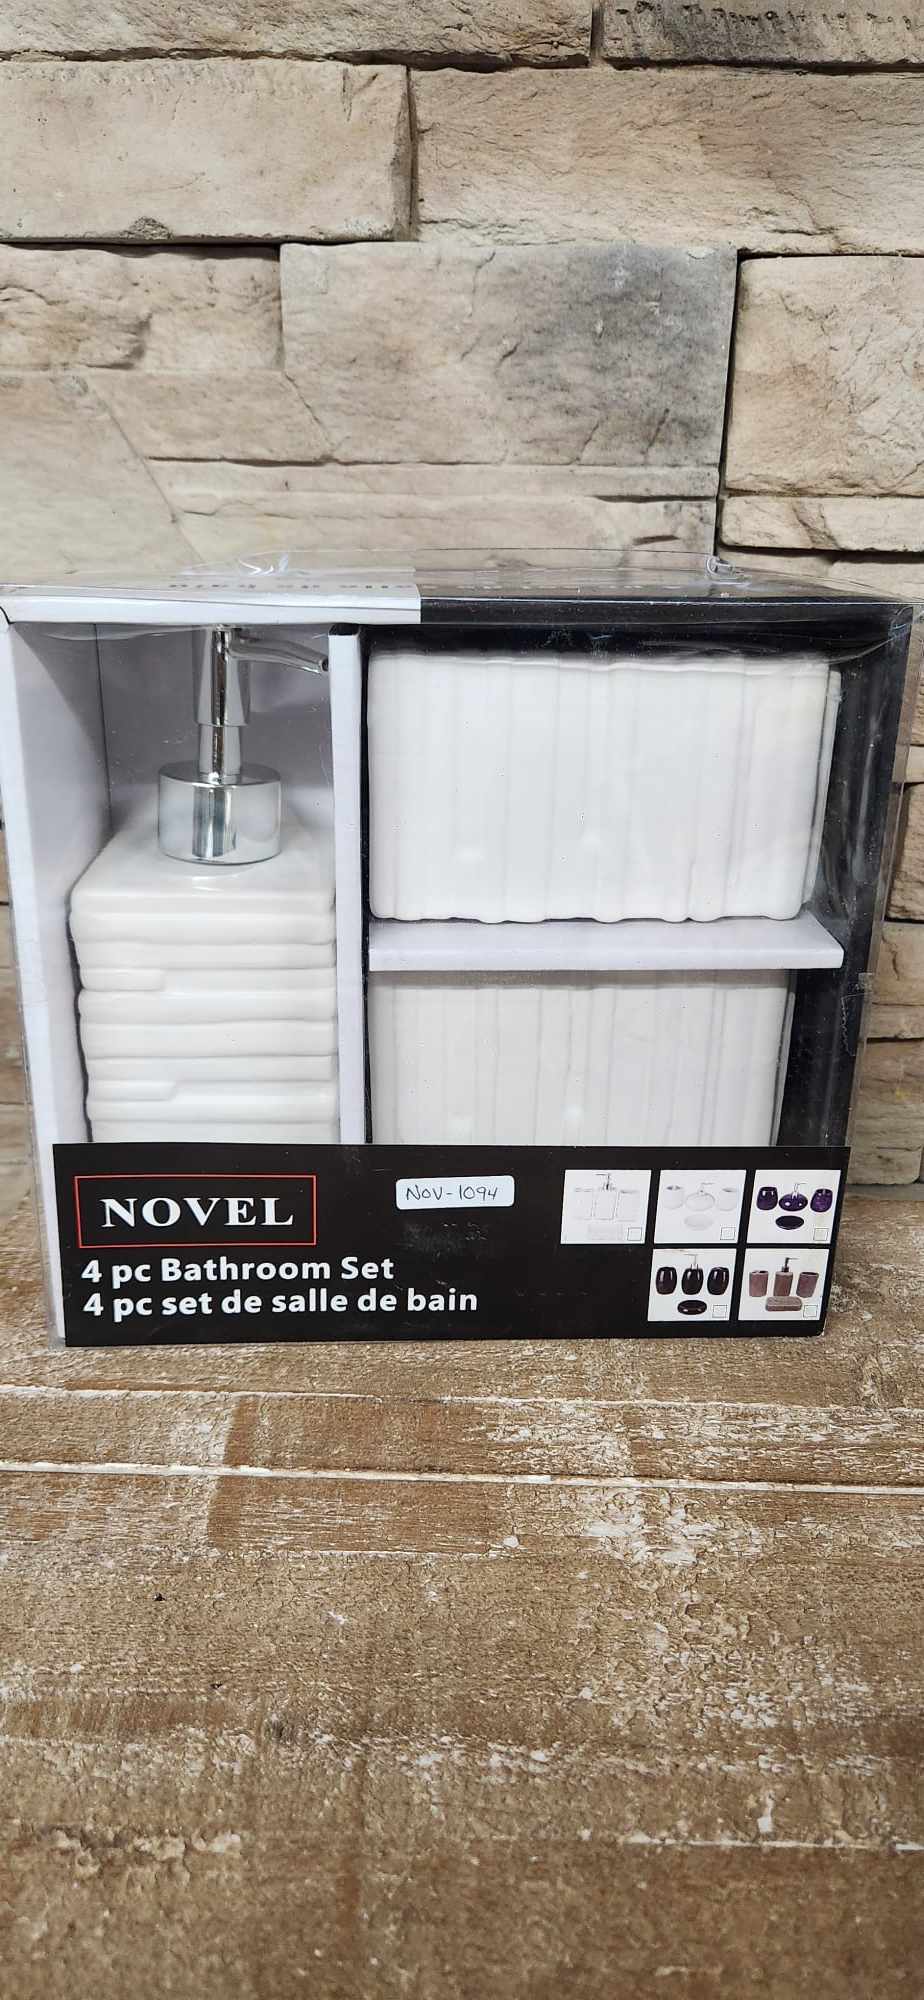 NOVEL
NOV-1094
4 pc Bathroom Set
4 pc set de salle de bain